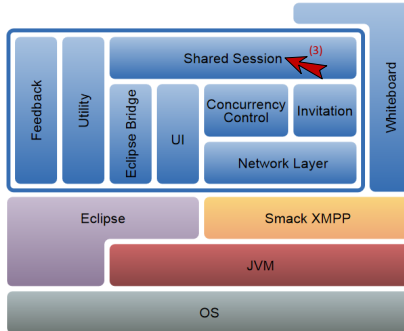 Shared Session
(3)
Feedback
Utility
Eclipse Bridge
UI
Concurrency
Control
Invitation
Network Layer
Whiteboard
Eclipse
Smack XMPP
JVM
OS